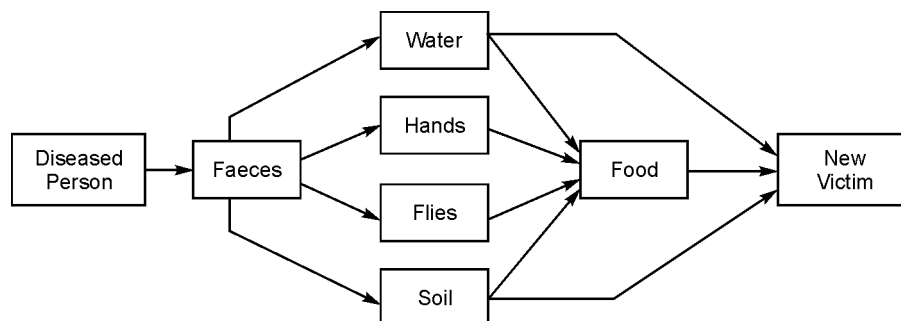 Water
Hands
Diseased
Person
Faeces
Food
New
Victim
Flies
Soil